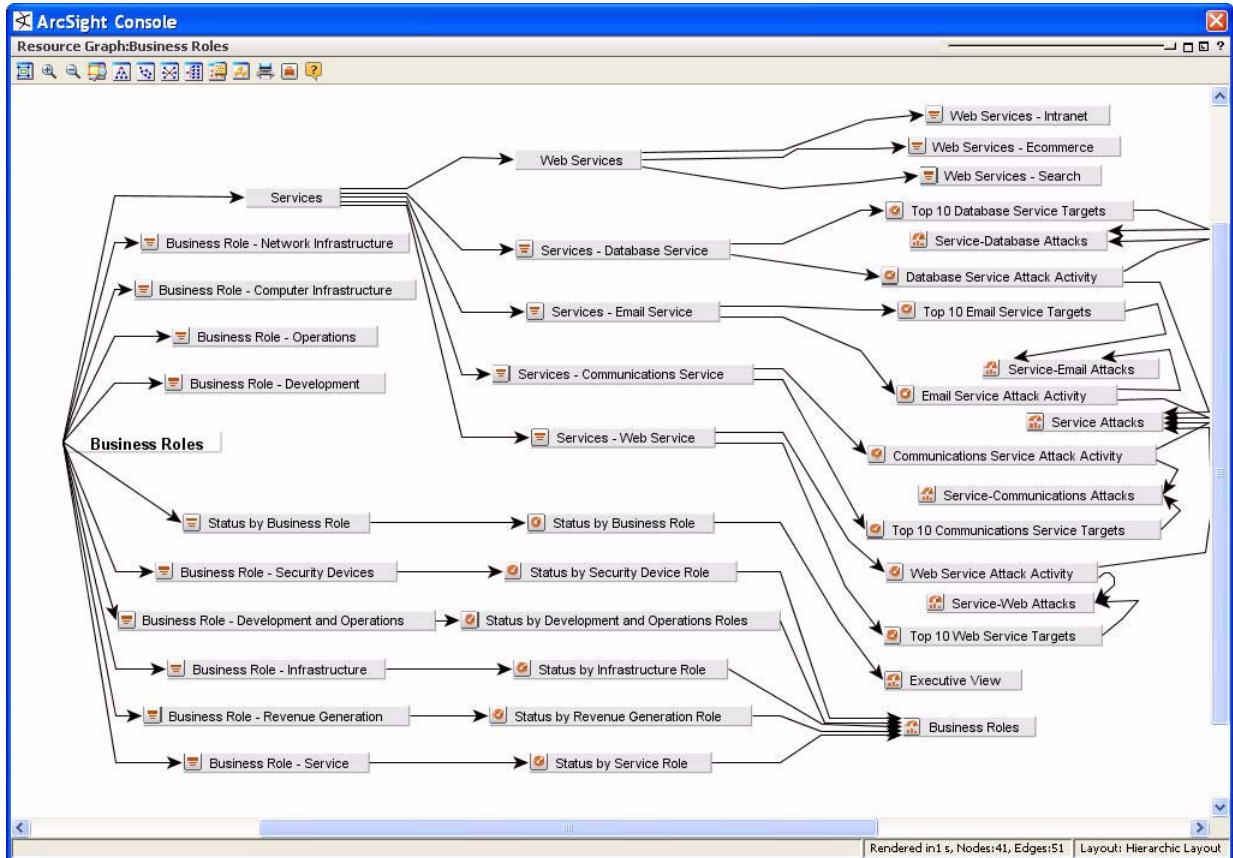 ArcSight Console
Resource Graph:Business Roles
Web Services - Intranet
Web Services
Web Services - Ecommerce
Web Services - Search
Services
Top 10 Database Service Targets
Business Role - Network Infrastructure
Services - Database Service
Service-Database Attacks
Database Service Attack Activity
Business Role - Computer Infrastructure
Services - Email Service
Top 10 Email Service Targets
Business Role - Operations
Service-Email Attacks
Business Role - Development
Services - Communications Service
Email Service Attack Activity
Service Attacks
Business Roles
Services - Web Service
Communications Service Attack Activity
Service-Communications Attacks
Status by Business Role
Status by Business Role
Top 10 Communications Service Targets
Business Role - Security Devices
Status by Security Device Role
Web Service Attack Activity
Service-Web Attacks
Business Role - Development and Operations
Status by Development and Operations Roles
Top 10 Web Service Targets
Business Role - Infrastructure
Status by Infrastructure Role
Executive View
Business Role - Revenue Generation
Status by Revenue Generation Role
Business Roles
Business Role - Service
Status by Service Role
Rendered in1 s, Nodes:41, Edges:51
Layout: Hierarchic Layout